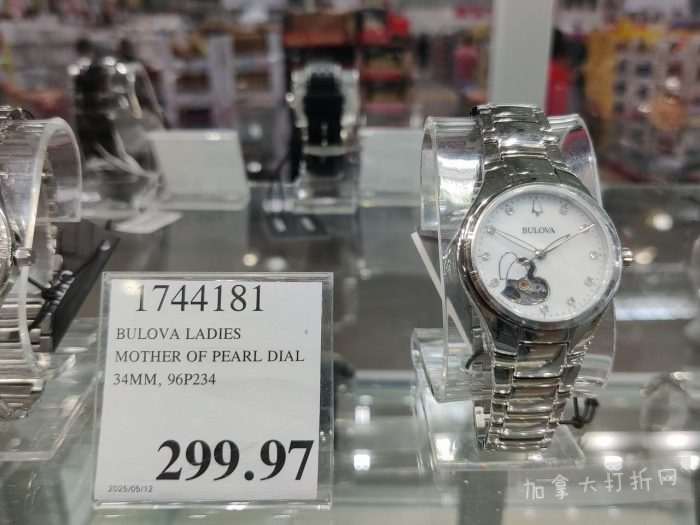 1744181
BULOVA LADIES
MOTHER OF PEARL DIAL
34MM, 96P234
299.97
2025/05/12
BULOVA
加拿大打折网